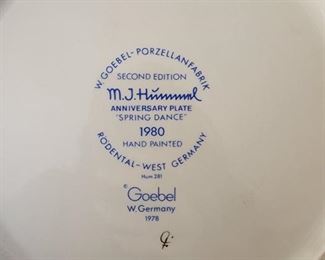 W. GOEBEL-PORZELLANFABRIK
SECOND EDITION
M.J.Hümmel
ANNIVERSARY PLATE
"SPRING DANCE"
1980
HAND PAINTED
RODENTAL-WEST GERMANY
Hum 281
© Goebel
W. Germany
1978